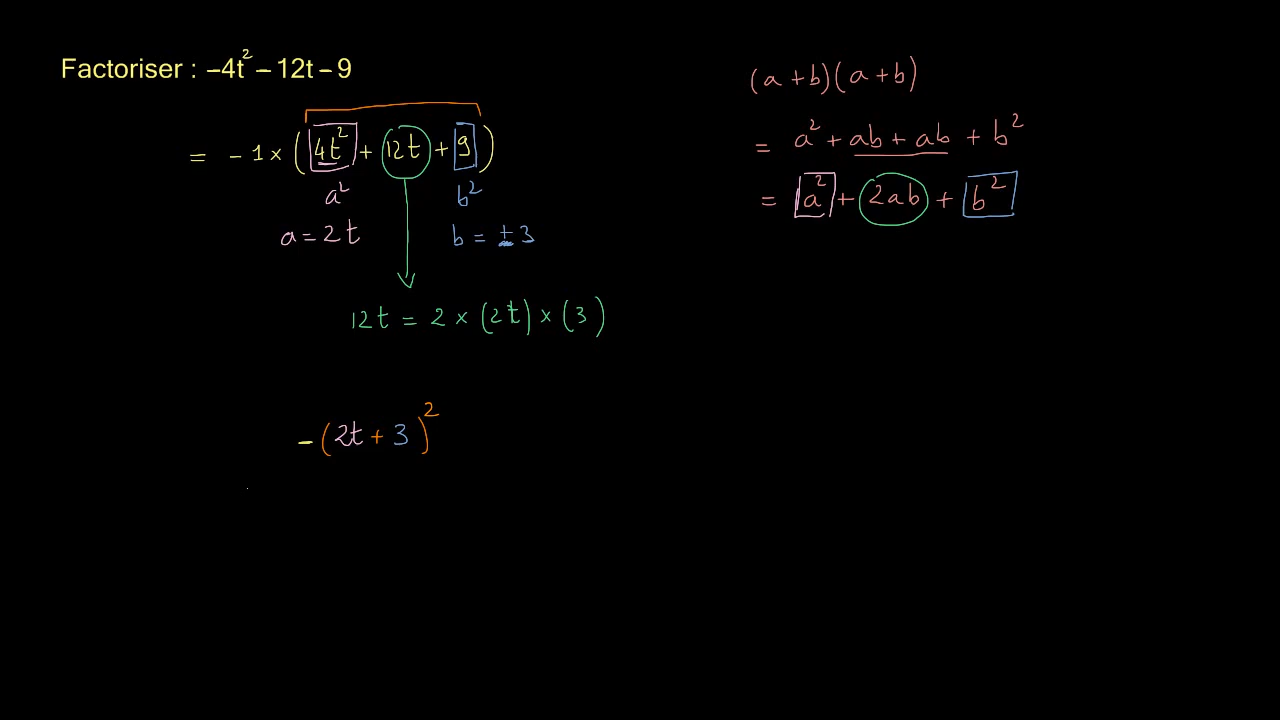 Factoriser : –4t² – 12t – 9
= – 1 × ( 4t² + 12t + 9 )
a² b²
a = 2t b = ± 3
12t = 2 × (2t) × (3)
–(2t + 3)²
(a + b)(a + b)
= a² + ab + ab + b²
= a² + 2ab + b²